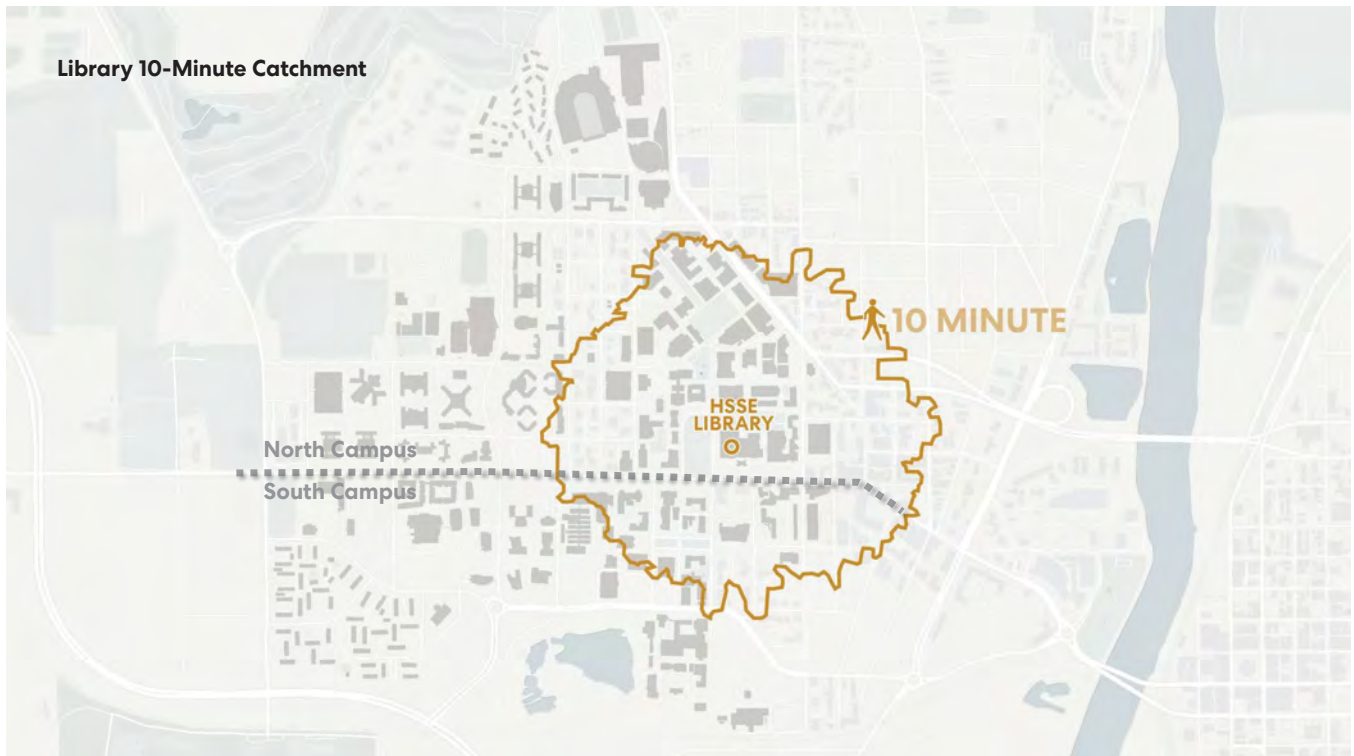 Library 10-Minute Catchment
10 MINUTE
HSSE
LIBRARY
North Campus
South Campus